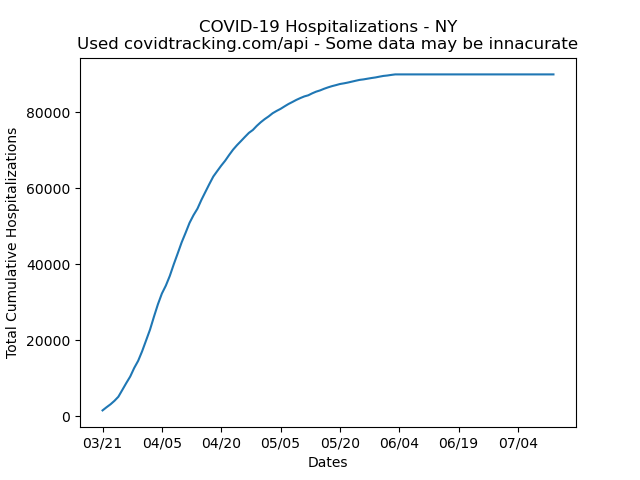 COVID-19 Hospitalizations - NY
Used covidtracking.com/api - Some data may be innacurate
Total Cumulative Hospitalizations
80000
60000
40000
20000
0
03/21 04/05 04/20 05/05 05/20 06/04 06/19 07/04
Dates